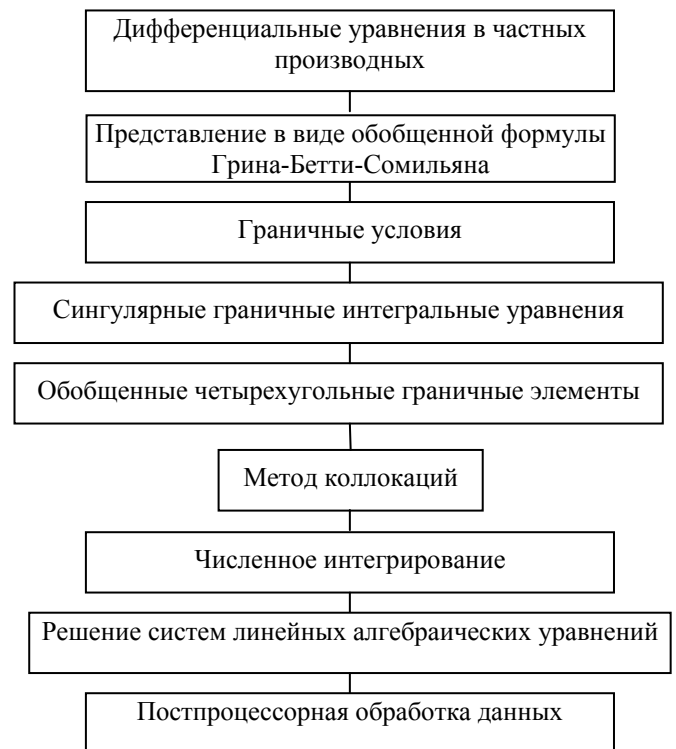 Дифференциальные уравнения в частных
производных
Представление в виде обобщенной формулы
Грина-Бетти-Сомильяна
Граничные условия
Сингулярные граничные интегральные уравнения
Обобщенные четырехугольные граничные элементы
Метод коллокаций
Численное интегрирование
Решение систем линейных алгебраических уравнений
Постпроцессорная обработка данных